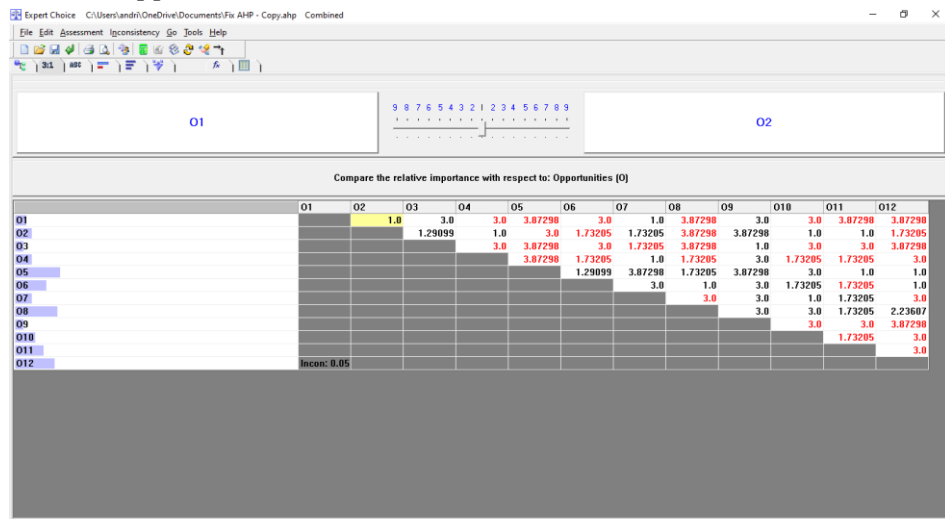 Expert Choice C:\Users\andri\OneDrive\Documents\Fix AHP - Copy.ahp Combined
File Edit Assessment Inconsistency Go Tools Help
3:1 ABC
O1 9 8 7 6 5 4 3 2 1 2 3 4 5 6 7 8 9 O2
Compare the relative importance with respect to: Opportunities (O)
O1 O2 O3 O4 O5 O6 O7 O8 O9 O10 O11 O12
O1 1.0 3.0 3.0 3.87298 3.0 1.0 3.87298 3.0 3.0 3.87298 3.87298
O2 1.29099 1.0 3.0 1.73205 1.73205 3.87298 3.87298 1.0 1.0 1.73205
O3 3.0 3.87298 3.0 1.73205 3.87298 1.0 3.0 3.0 3.87298
O4 3.87298 1.73205 1.0 1.73205 3.0 1.73205 1.73205 3.0
O5 1.29099 3.87298 1.73205 3.87298 3.0 1.0 1.0
O6 3.0 1.0 3.0 1.73205 1.73205 1.0
O7 3.0 3.0 1.0 1.73205 3.0
O8 3.0 3.0 1.73205 2.23607
O9 3.0 3.0 3.87298
O10 1.73205 3.0
O11 3.0
O12 Incon: 0.05